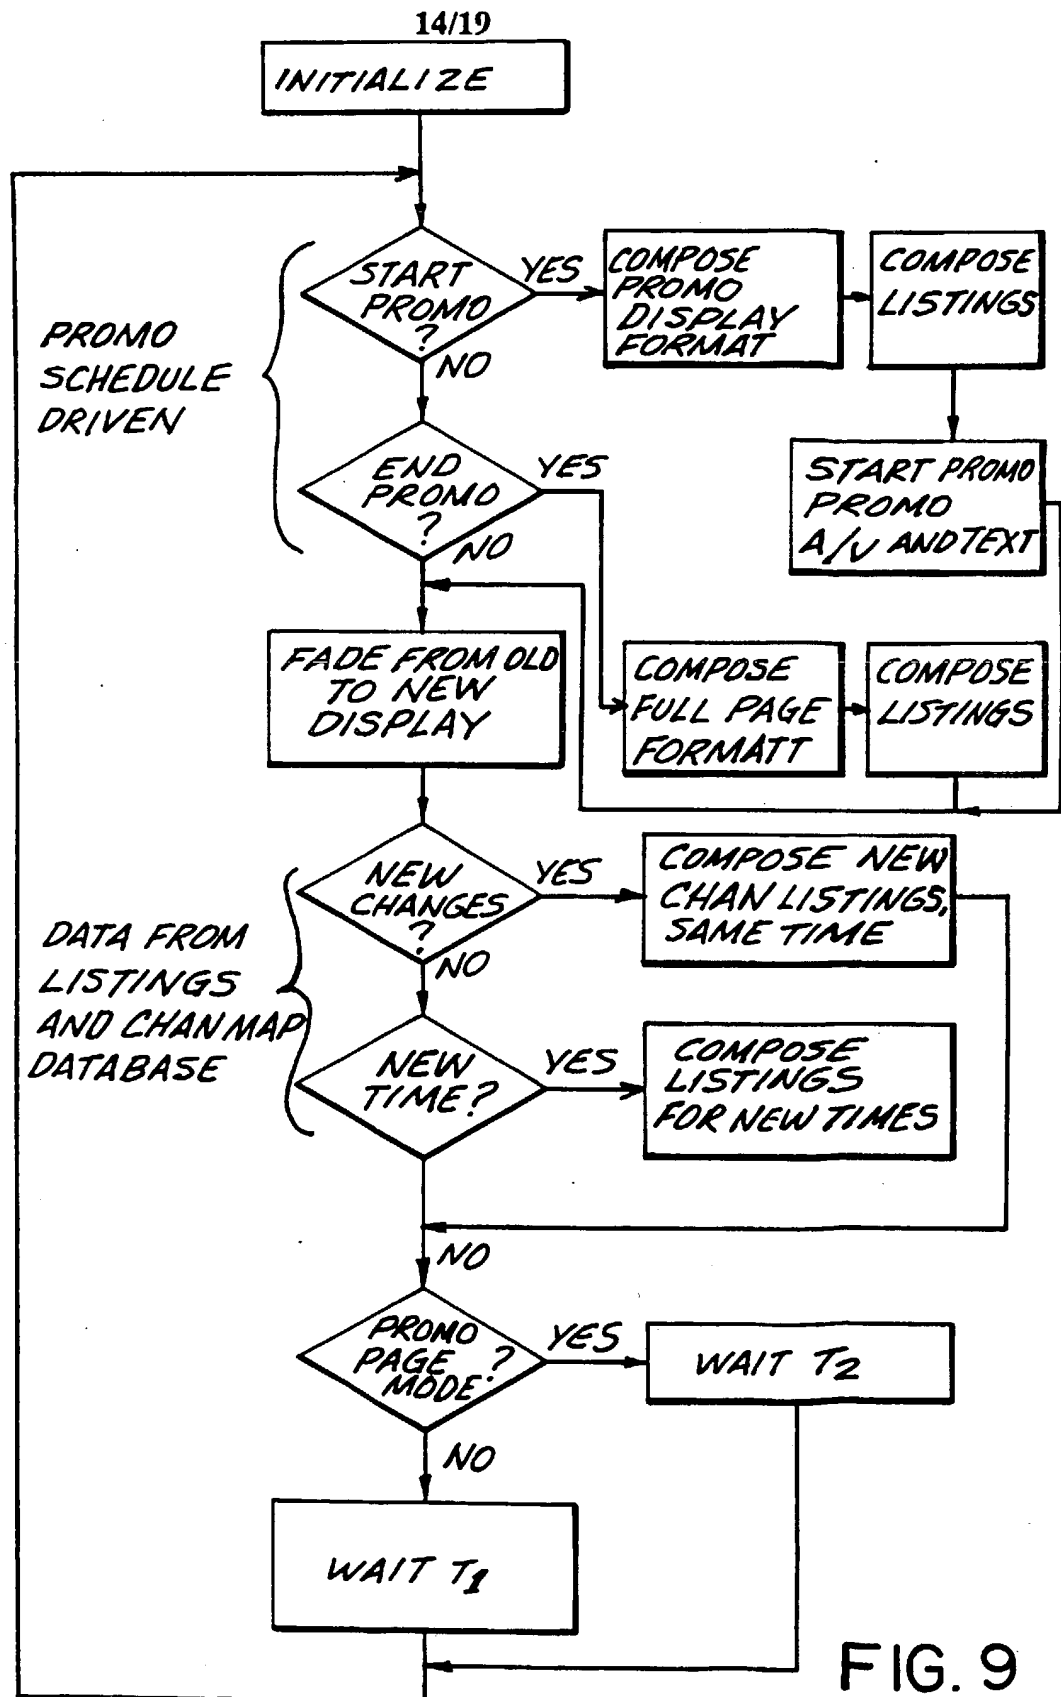 14/19
INITIALIZE
START
PROMO
?
YES
NO
COMPOSE
PROMO
DISPLAY
FORMAT
COMPOSE
LISTINGS
PROMO
SCHEDULE
DRIVEN
START PROMO
PROMO
A/V AND TEXT
END
PROMO
?
YES
NO
FADE FROM OLD
TO NEW
DISPLAY
COMPOSE
FULL PAGE
FORMATT
COMPOSE
LISTINGS
NEW
CHANGES
?
YES
NO
COMPOSE NEW
CHAN LISTINGS,
SAME TIME
DATA FROM
LISTINGS
AND CHAN MAP
DATABASE
NEW
TIME?
YES
COMPOSE
LISTINGS
FOR NEW TIMES
NO
PROMO
PAGE ?
MODE
YES
WAIT T2
NO
WAIT T1
FIG. 9